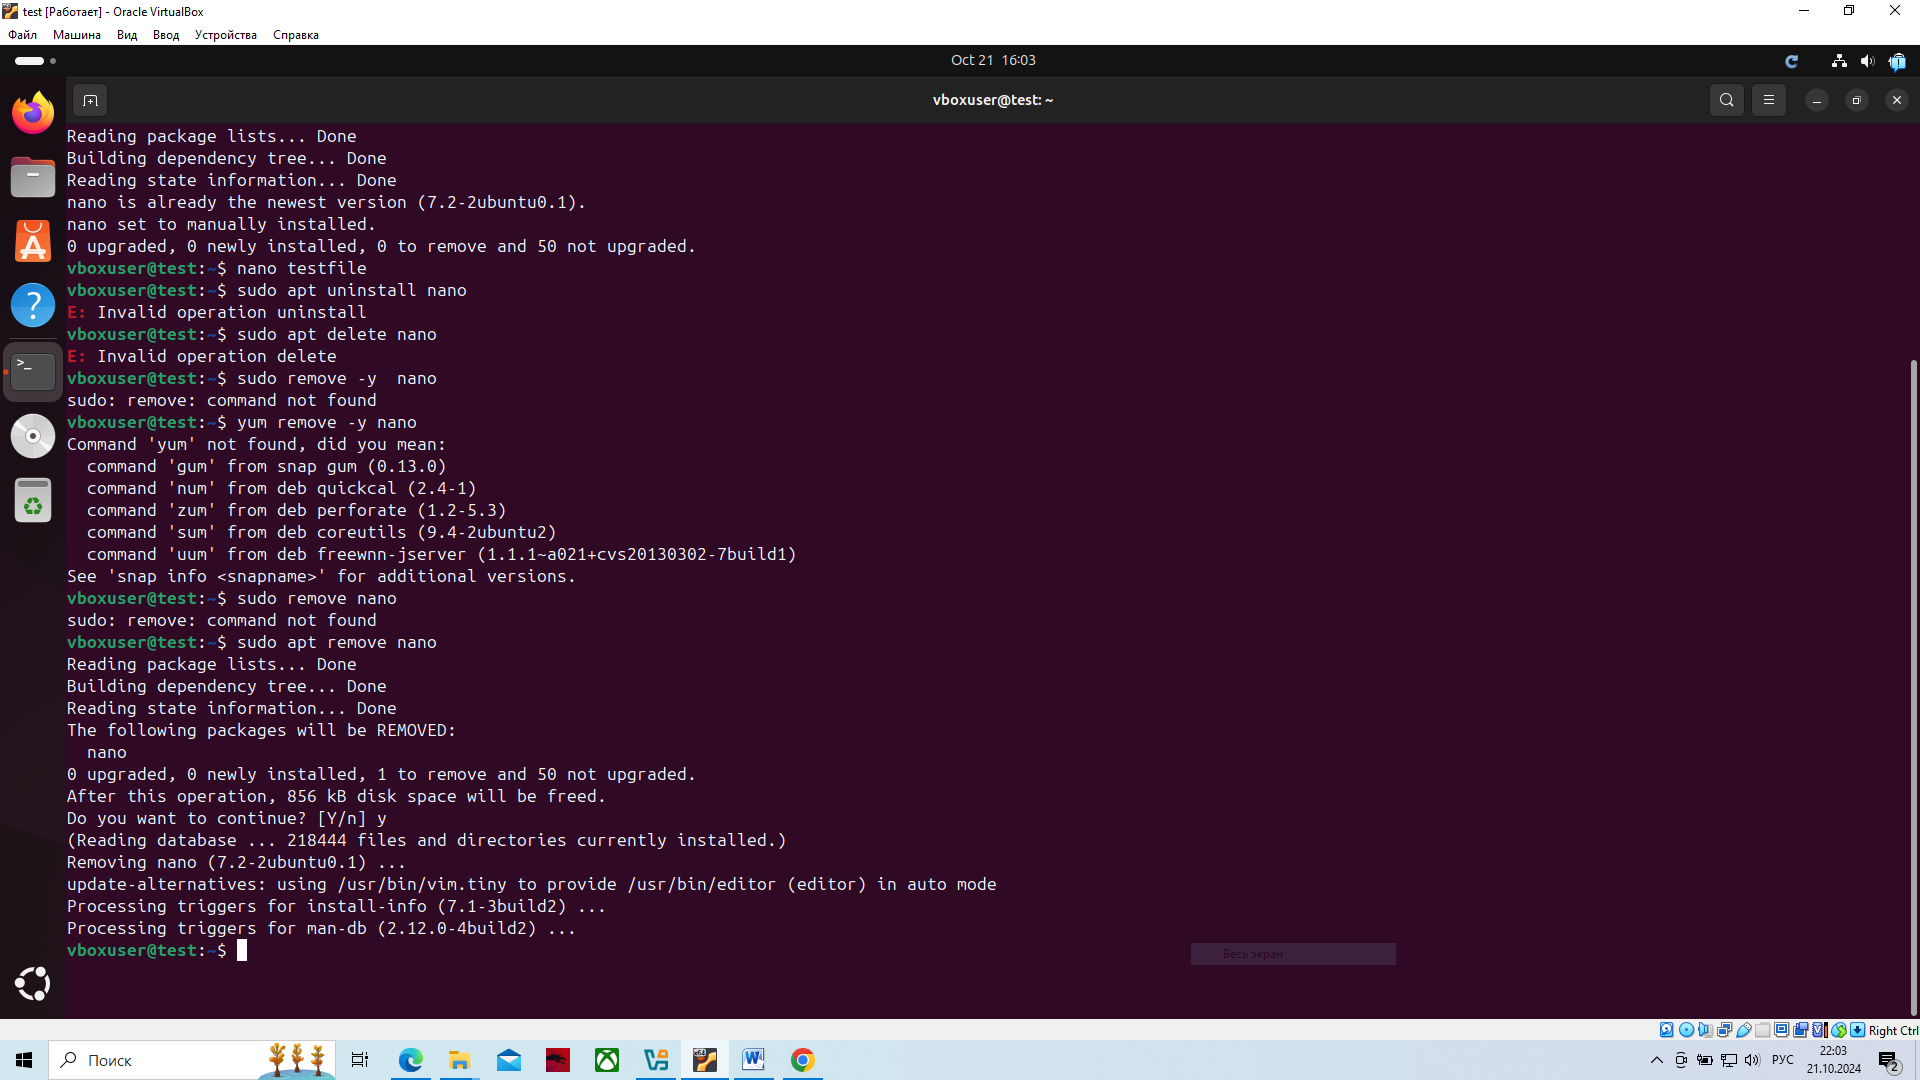 test [Работает] - Oracle VirtualBox
Файл Машина Вид Ввод Устройства Справка
Oct 21 16:03
vboxuser@test: ~
Reading package lists... Done
Building dependency tree... Done
Reading state information... Done
nano is already the newest version (7.2-2ubuntu0.1).
nano set to manually installed.
0 upgraded, 0 newly installed, 0 to remove and 50 not upgraded.
vboxuser@test:~$ nano testfile
vboxuser@test:~$ sudo apt uninstall nano
E: Invalid operation uninstall
vboxuser@test:~$ sudo apt delete nano
E: Invalid operation delete
vboxuser@test:~$ sudo remove -y  nano
sudo: remove: command not found
vboxuser@test:~$ yum remove -y nano
Command 'yum' not found, did you mean:
  command 'gum' from snap gum (0.13.0)
  command 'num' from deb quickcal (2.4-1)
  command 'zum' from deb perforate (1.2-5.3)
  command 'sum' from deb coreutils (9.4-2ubuntu2)
  command 'uum' from deb freewnn-jserver (1.1.1~a021+cvs20130302-7build1)
See 'snap info <snapname>' for additional versions.
vboxuser@test:~$ sudo remove nano
sudo: remove: command not found
vboxuser@test:~$ sudo apt remove nano
Reading package lists... Done
Building dependency tree... Done
Reading state information... Done
The following packages will be REMOVED:
  nano
0 upgraded, 0 newly installed, 1 to remove and 50 not upgraded.
After this operation, 856 kB disk space will be freed.
Do you want to continue? [Y/n] y
(Reading database ... 218444 files and directories currently installed.)
Removing nano (7.2-2ubuntu0.1) ...
update-alternatives: using /usr/bin/vim.tiny to provide /usr/bin/editor (editor) in auto mode
Processing triggers for install-info (7.1-3build2) ...
Processing triggers for man-db (2.12.0-4build2) ...
vboxuser@test:~$
Весь экран
Right Ctrl
Поиск
РУС
22:03
21.10.2024
2